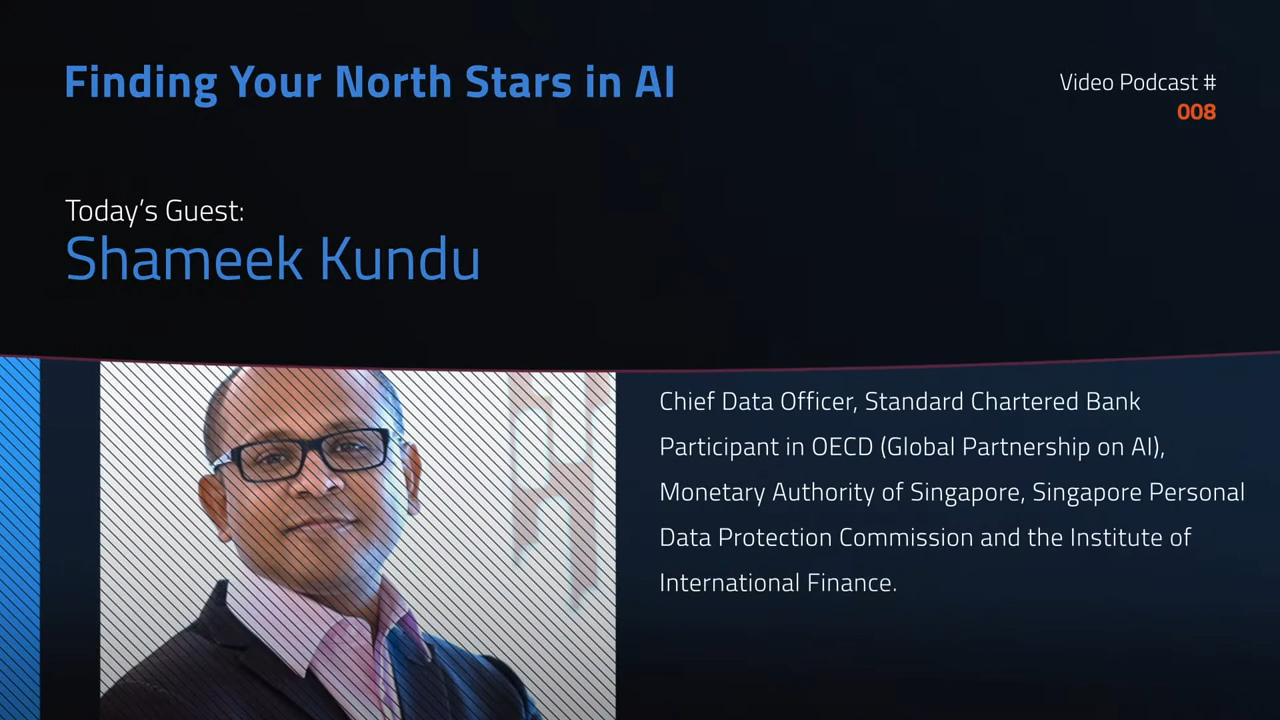 Finding Your North Stars in AI
Video Podcast #
008
Today's Guest:
Shameek Kundu
Chief Data Officer, Standard Chartered Bank
Participant in OECD (Global Partnership on AI),
Monetary Authority of Singapore, Singapore Personal
Data Protection Commission and the Institute of
International Finance.